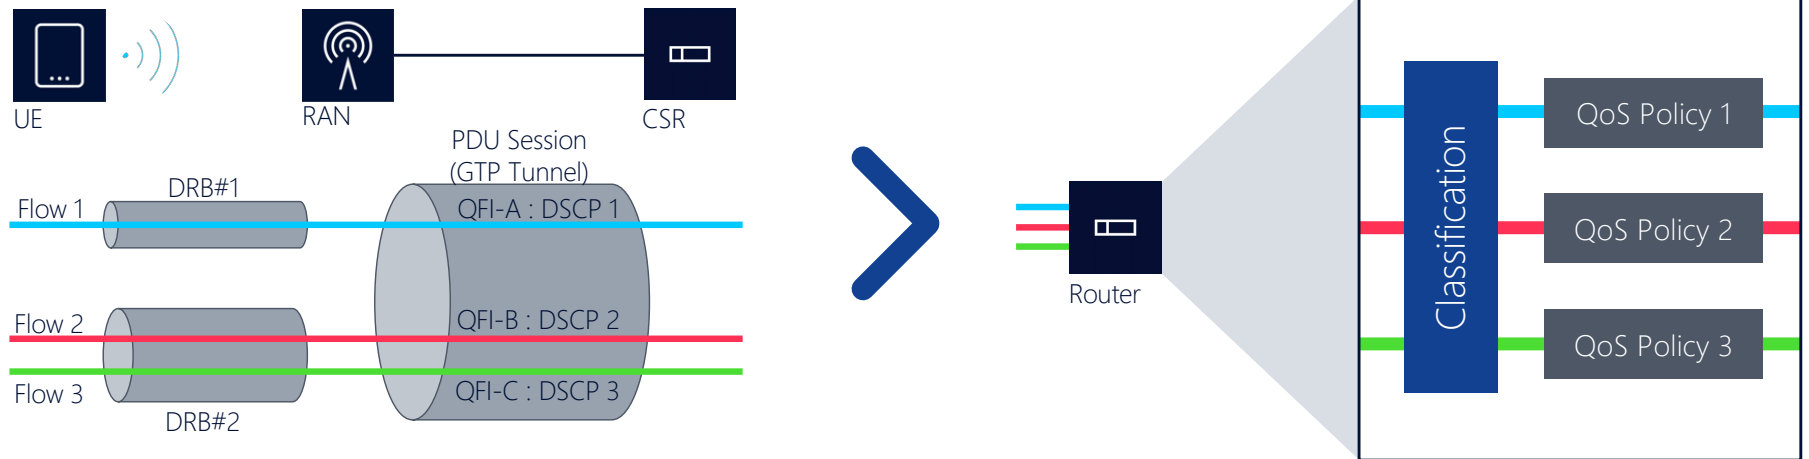 UE
RAN
CSR
PDU Session
(GTP Tunnel)
DRB#1
Flow 1
QFI-A : DSCP 1
Flow 2
QFI-B : DSCP 2
Flow 3
QFI-C : DSCP 3
DRB#2
Router
Classification
QoS Policy 1
QoS Policy 2
QoS Policy 3